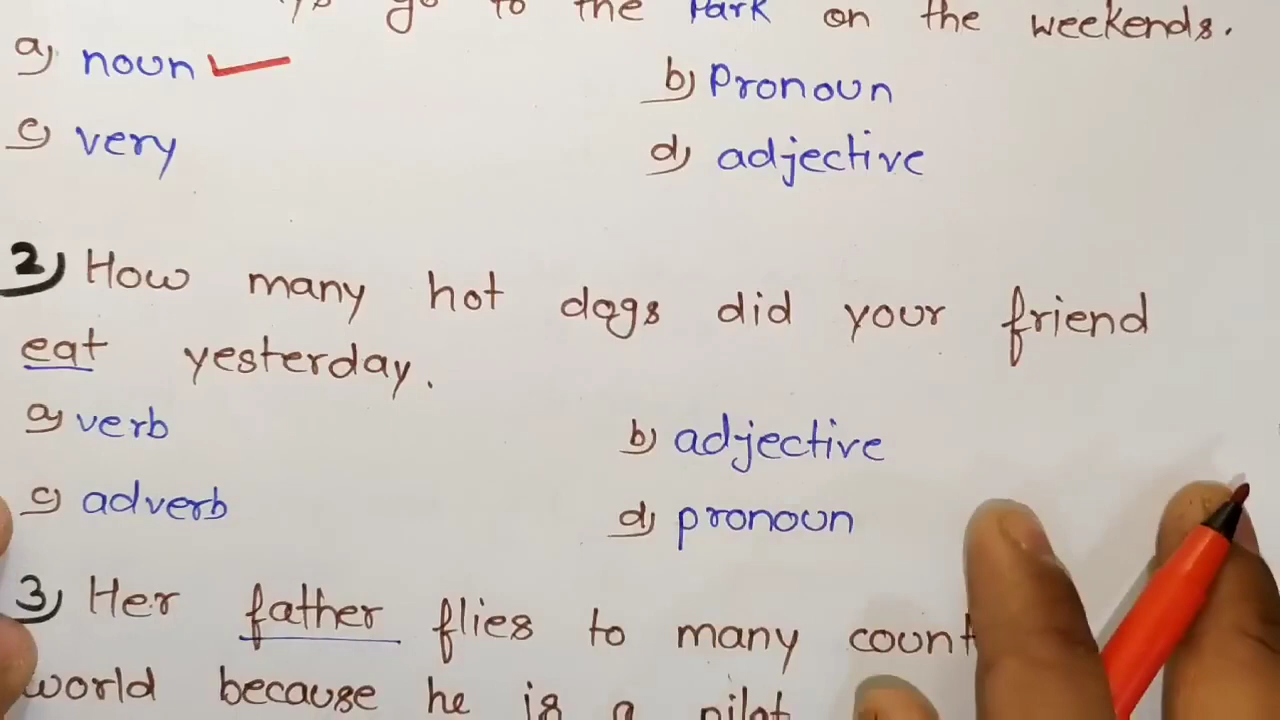 go to the Park on the weekends.
a) noun
b) Pronoun
c) very
d) adjective
2) How many hot dogs did your friend
eat yesterday.
a) verb
b) adjective
c) adverb
d) pronoun
3) Her father flies to many
world because he is a pilot